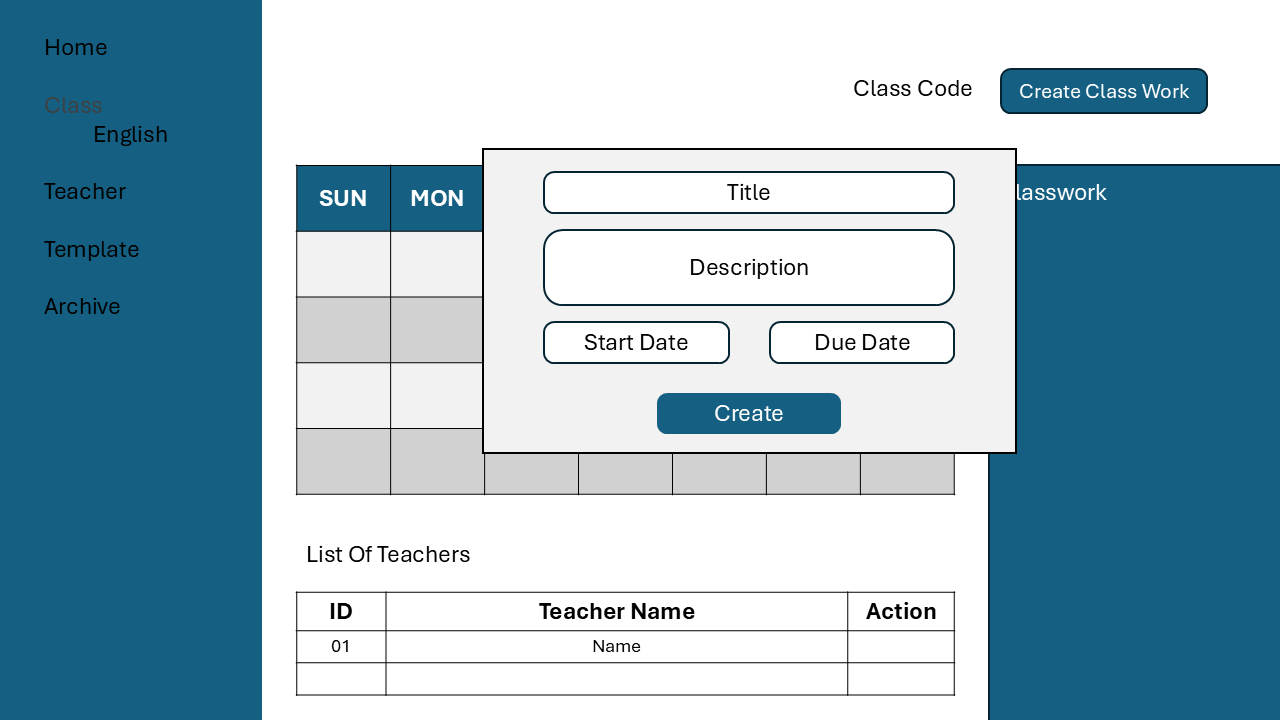 Home
Class
English
Teacher
Template
Archive
Class Code
Create Class Work
SUN MON
Title
Description
Start Date Due Date
Create
lasswork
List Of Teachers
ID Teacher Name Action
01 Name